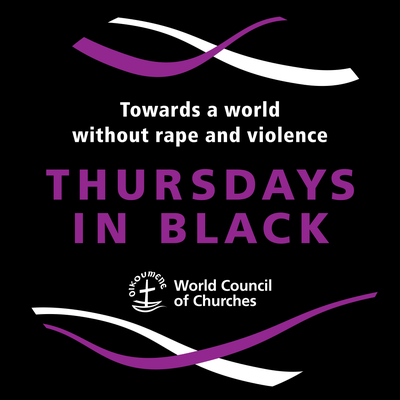 Towards a world
without rape and violence
THURSDAYS
IN BLACK
OIKOUMENE
World Council
of Churches